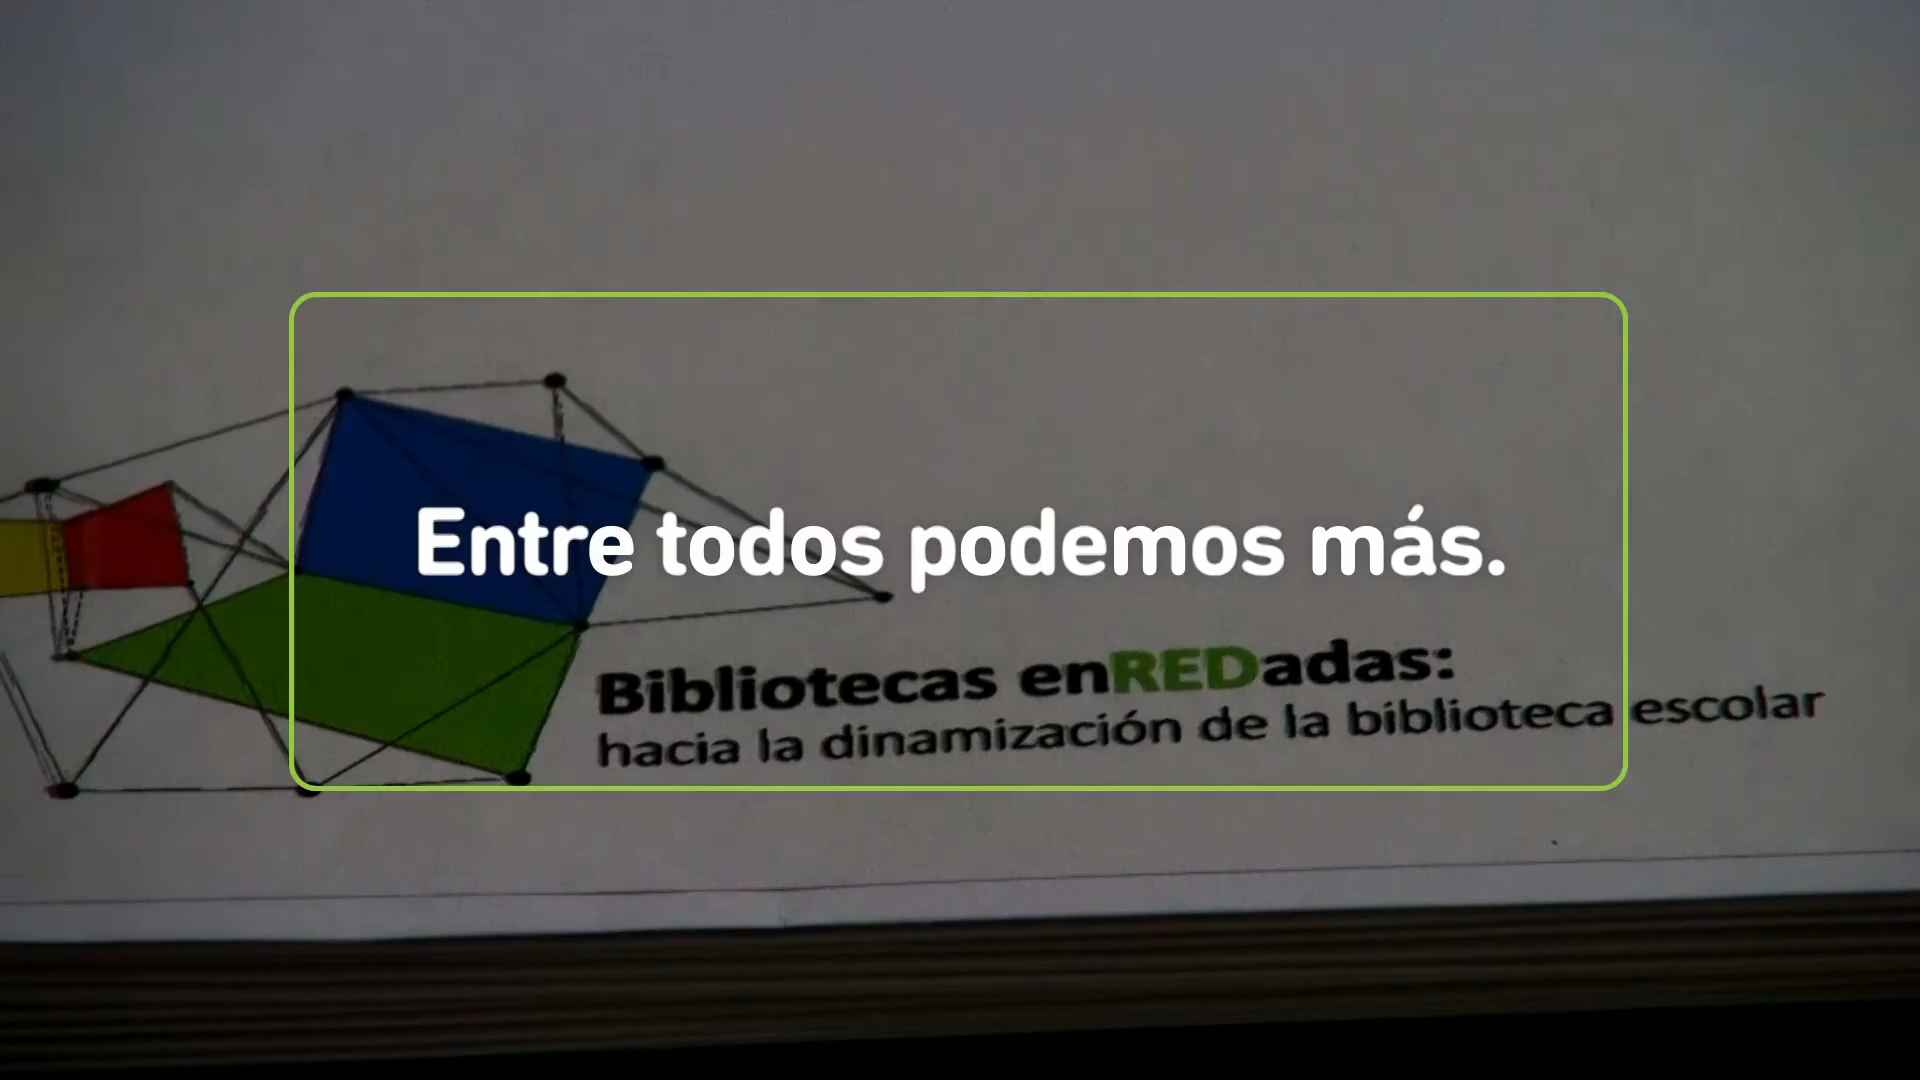 Entre todos podemos más.
Bibliotecas enREDadas:
hacia la dinamización de la biblioteca escolar